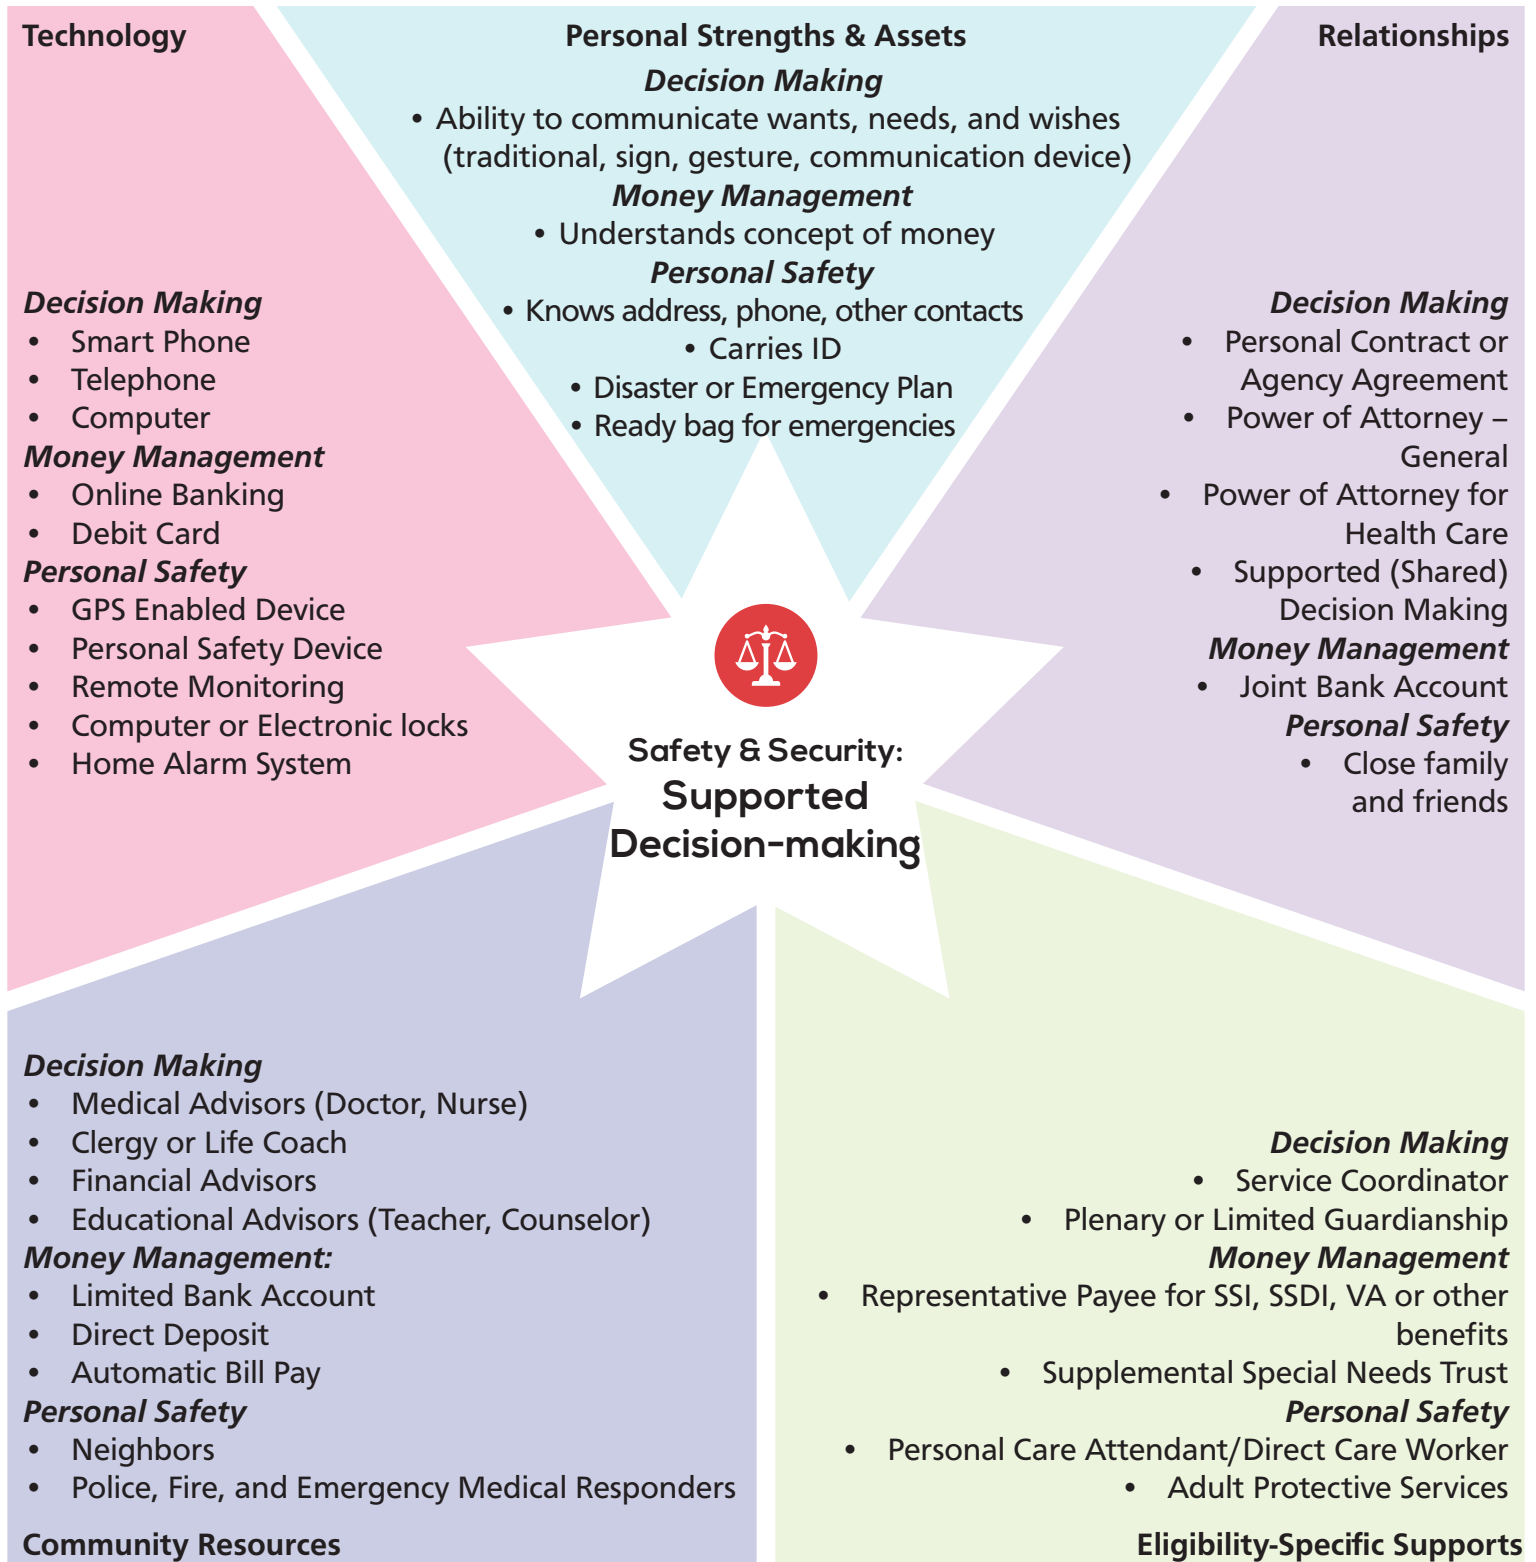 Technology
Decision Making
• Smart Phone
• Telephone
• Computer
Money Management
• Online Banking
• Debit Card
Personal Safety
• GPS Enabled Device
• Personal Safety Device
• Remote Monitoring
• Computer or Electronic locks
• Home Alarm System
Personal Strengths & Assets
Decision Making
• Ability to communicate wants, needs, and wishes
(traditional, sign, gesture, communication device)
Money Management
• Understands concept of money
Personal Safety
• Knows address, phone, other contacts
• Carries ID
• Disaster or Emergency Plan
• Ready bag for emergencies
Relationships
Decision Making
• Personal Contract or
Agency Agreement
• Power of Attorney –
General
• Power of Attorney for
Health Care
• Supported (Shared)
Decision Making
Money Management
• Joint Bank Account
Personal Safety
• Close family
and friends
Safety & Security:
Supported
Decision-making
Decision Making
• Medical Advisors (Doctor, Nurse)
• Clergy or Life Coach
• Financial Advisors
• Educational Advisors (Teacher, Counselor)
Money Management:
• Limited Bank Account
• Direct Deposit
• Automatic Bill Pay
Personal Safety
• Neighbors
• Police, Fire, and Emergency Medical Responders
Community Resources
Decision Making
• Service Coordinator
• Plenary or Limited Guardianship
Money Management
• Representative Payee for SSI, SSDI, VA or other
benefits
• Supplemental Special Needs Trust
Personal Safety
• Personal Care Attendant/Direct Care Worker
• Adult Protective Services
Eligibility-Specific Supports